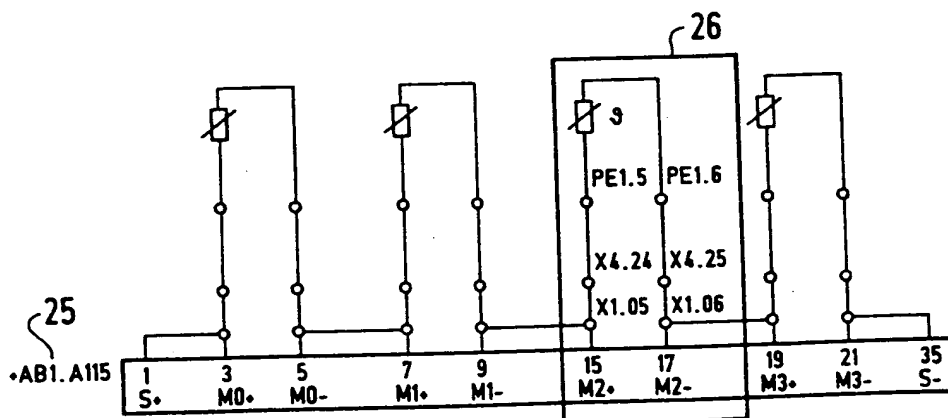 26
ϑ
PE1.5 PE1.6
X4.24 X4.25
X1.05 X1.06
25
+AB1.A115
1 3 5 7 9 15 17 19 21 35
S+ M0+ M0- M1+ M1- M2+ M2- M3+ M3- S-